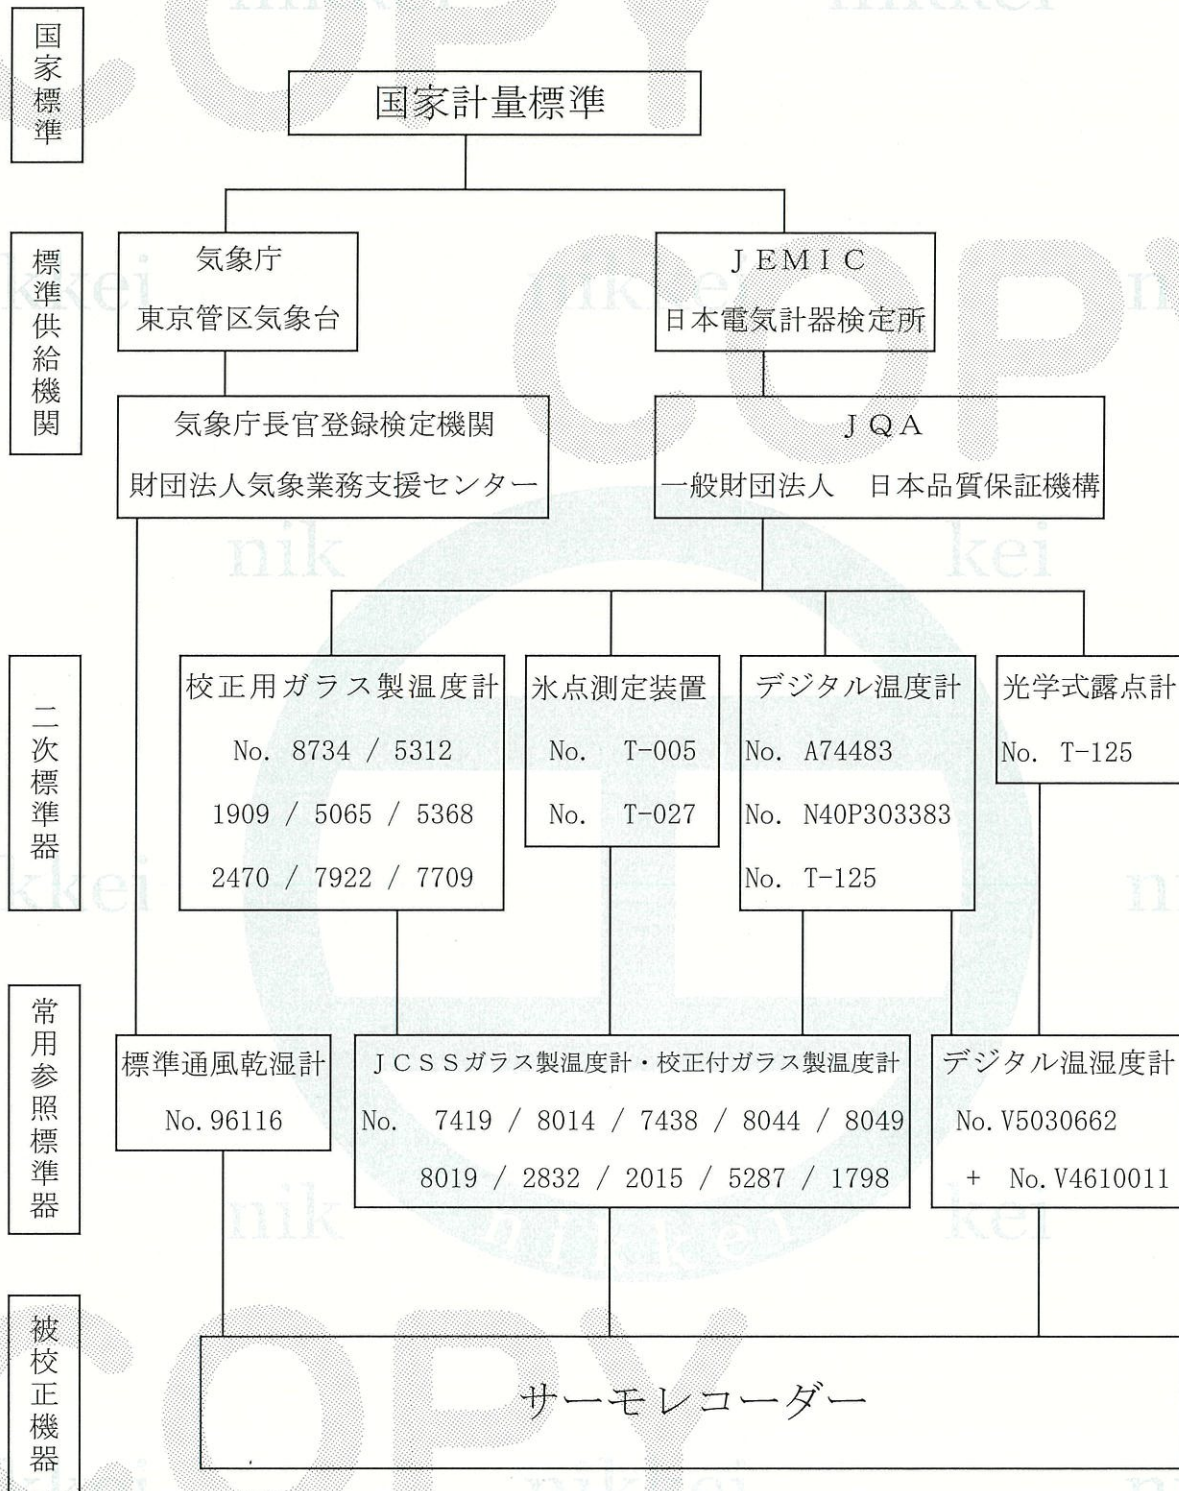 国家標準
国家計量標準
標準供給機関
気象庁
東京管区気象台
JEMIC
日本電気計器検定所
気象庁長官登録検定機関
財団法人気象業務支援センター
JQA
一般財団法人　日本品質保証機構
二次標準器
校正用ガラス製温度計
No. 8734 / 5312
1909 / 5065 / 5368
2470 / 7922 / 7709
氷点測定装置
No. T-005
No. T-027
デジタル温度計
No. A74483
No. N40P303383
No. T-125
光学式露点計
No. T-125
常用参照標準器
標準通風乾湿計
No.96116
JCSSガラス製温度計・校正付ガラス製温度計
No. 7419 / 8014 / 7438 / 8044 / 8049
8019 / 2832 / 2015 / 5287 / 1798
デジタル温湿度計
No.V5030662
+ No.V4610011
被校正機器
サーモレコーダー
COPY
nikkei